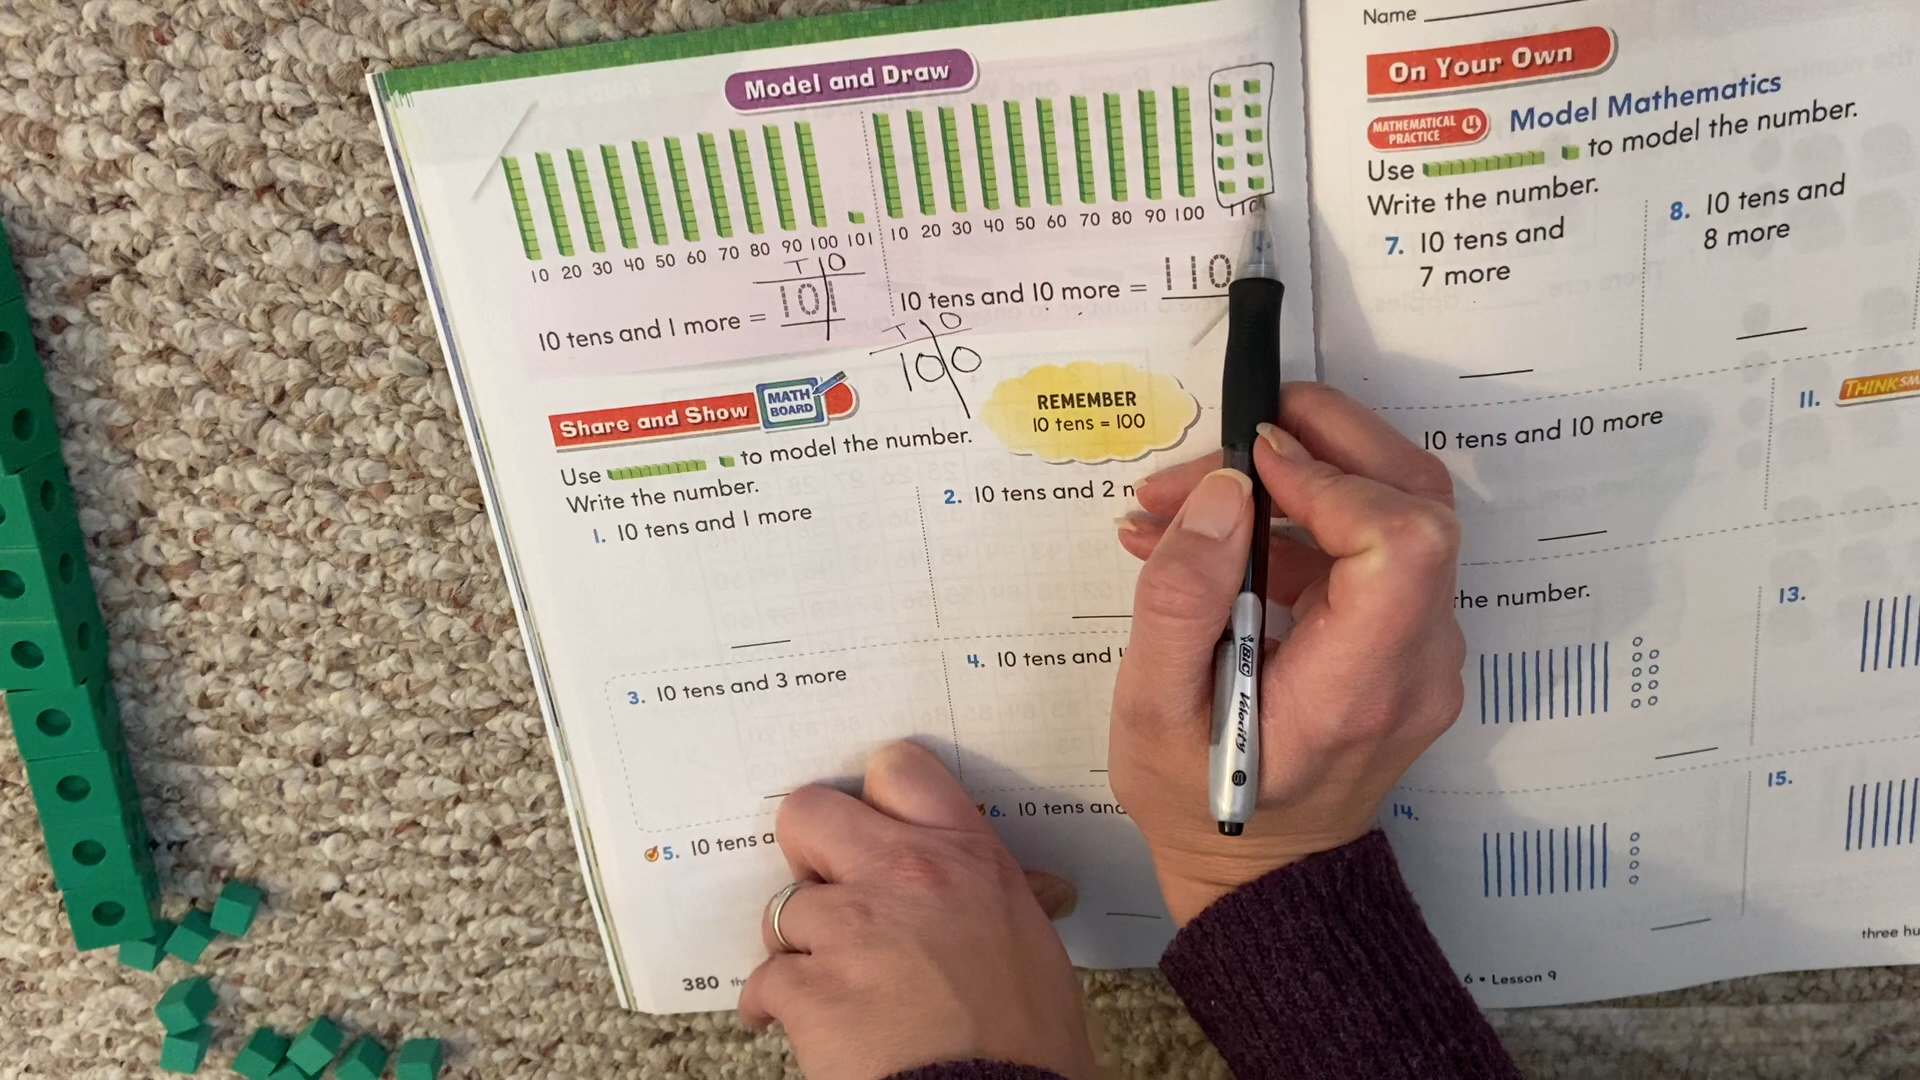 Model and Draw
10 20 30 40 50 60 70 80 90 100 101
10 20 30 40 50 60 70 80 90 100 110
T O
10 tens and 1 more = 101
10 tens and 10 more = 110
T O
100
Share and Show
MATH
BOARD
REMEMBER
10 tens = 100
Use to model the number.
Write the number.
1. 10 tens and 1 more
2. 10 tens and 2
3. 10 tens and 3 more
4. 10 tens and
5. 10 tens
6. 10 tens and
380
Name
On Your Own
MATHEMATICAL
PRACTICE 4
Model Mathematics
Use to model the number.
Write the number.
7. 10 tens and
7 more
8. 10 tens and
8 more
10 tens and 10 more
11. THINK
the number.
13.
14.
15.
three
6 • Lesson 9
BIC Velocity